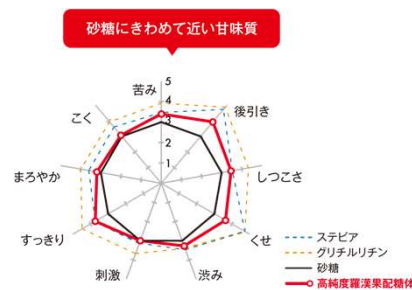 砂糖にきわめて近い甘味質
5
4
3
2
1
苦み
後引き
しつこさ
くせ
渋み
刺激
すっきり
まろやか
こく
ステビア
グリチルリチン
砂糖
高純度羅漢果配糖体